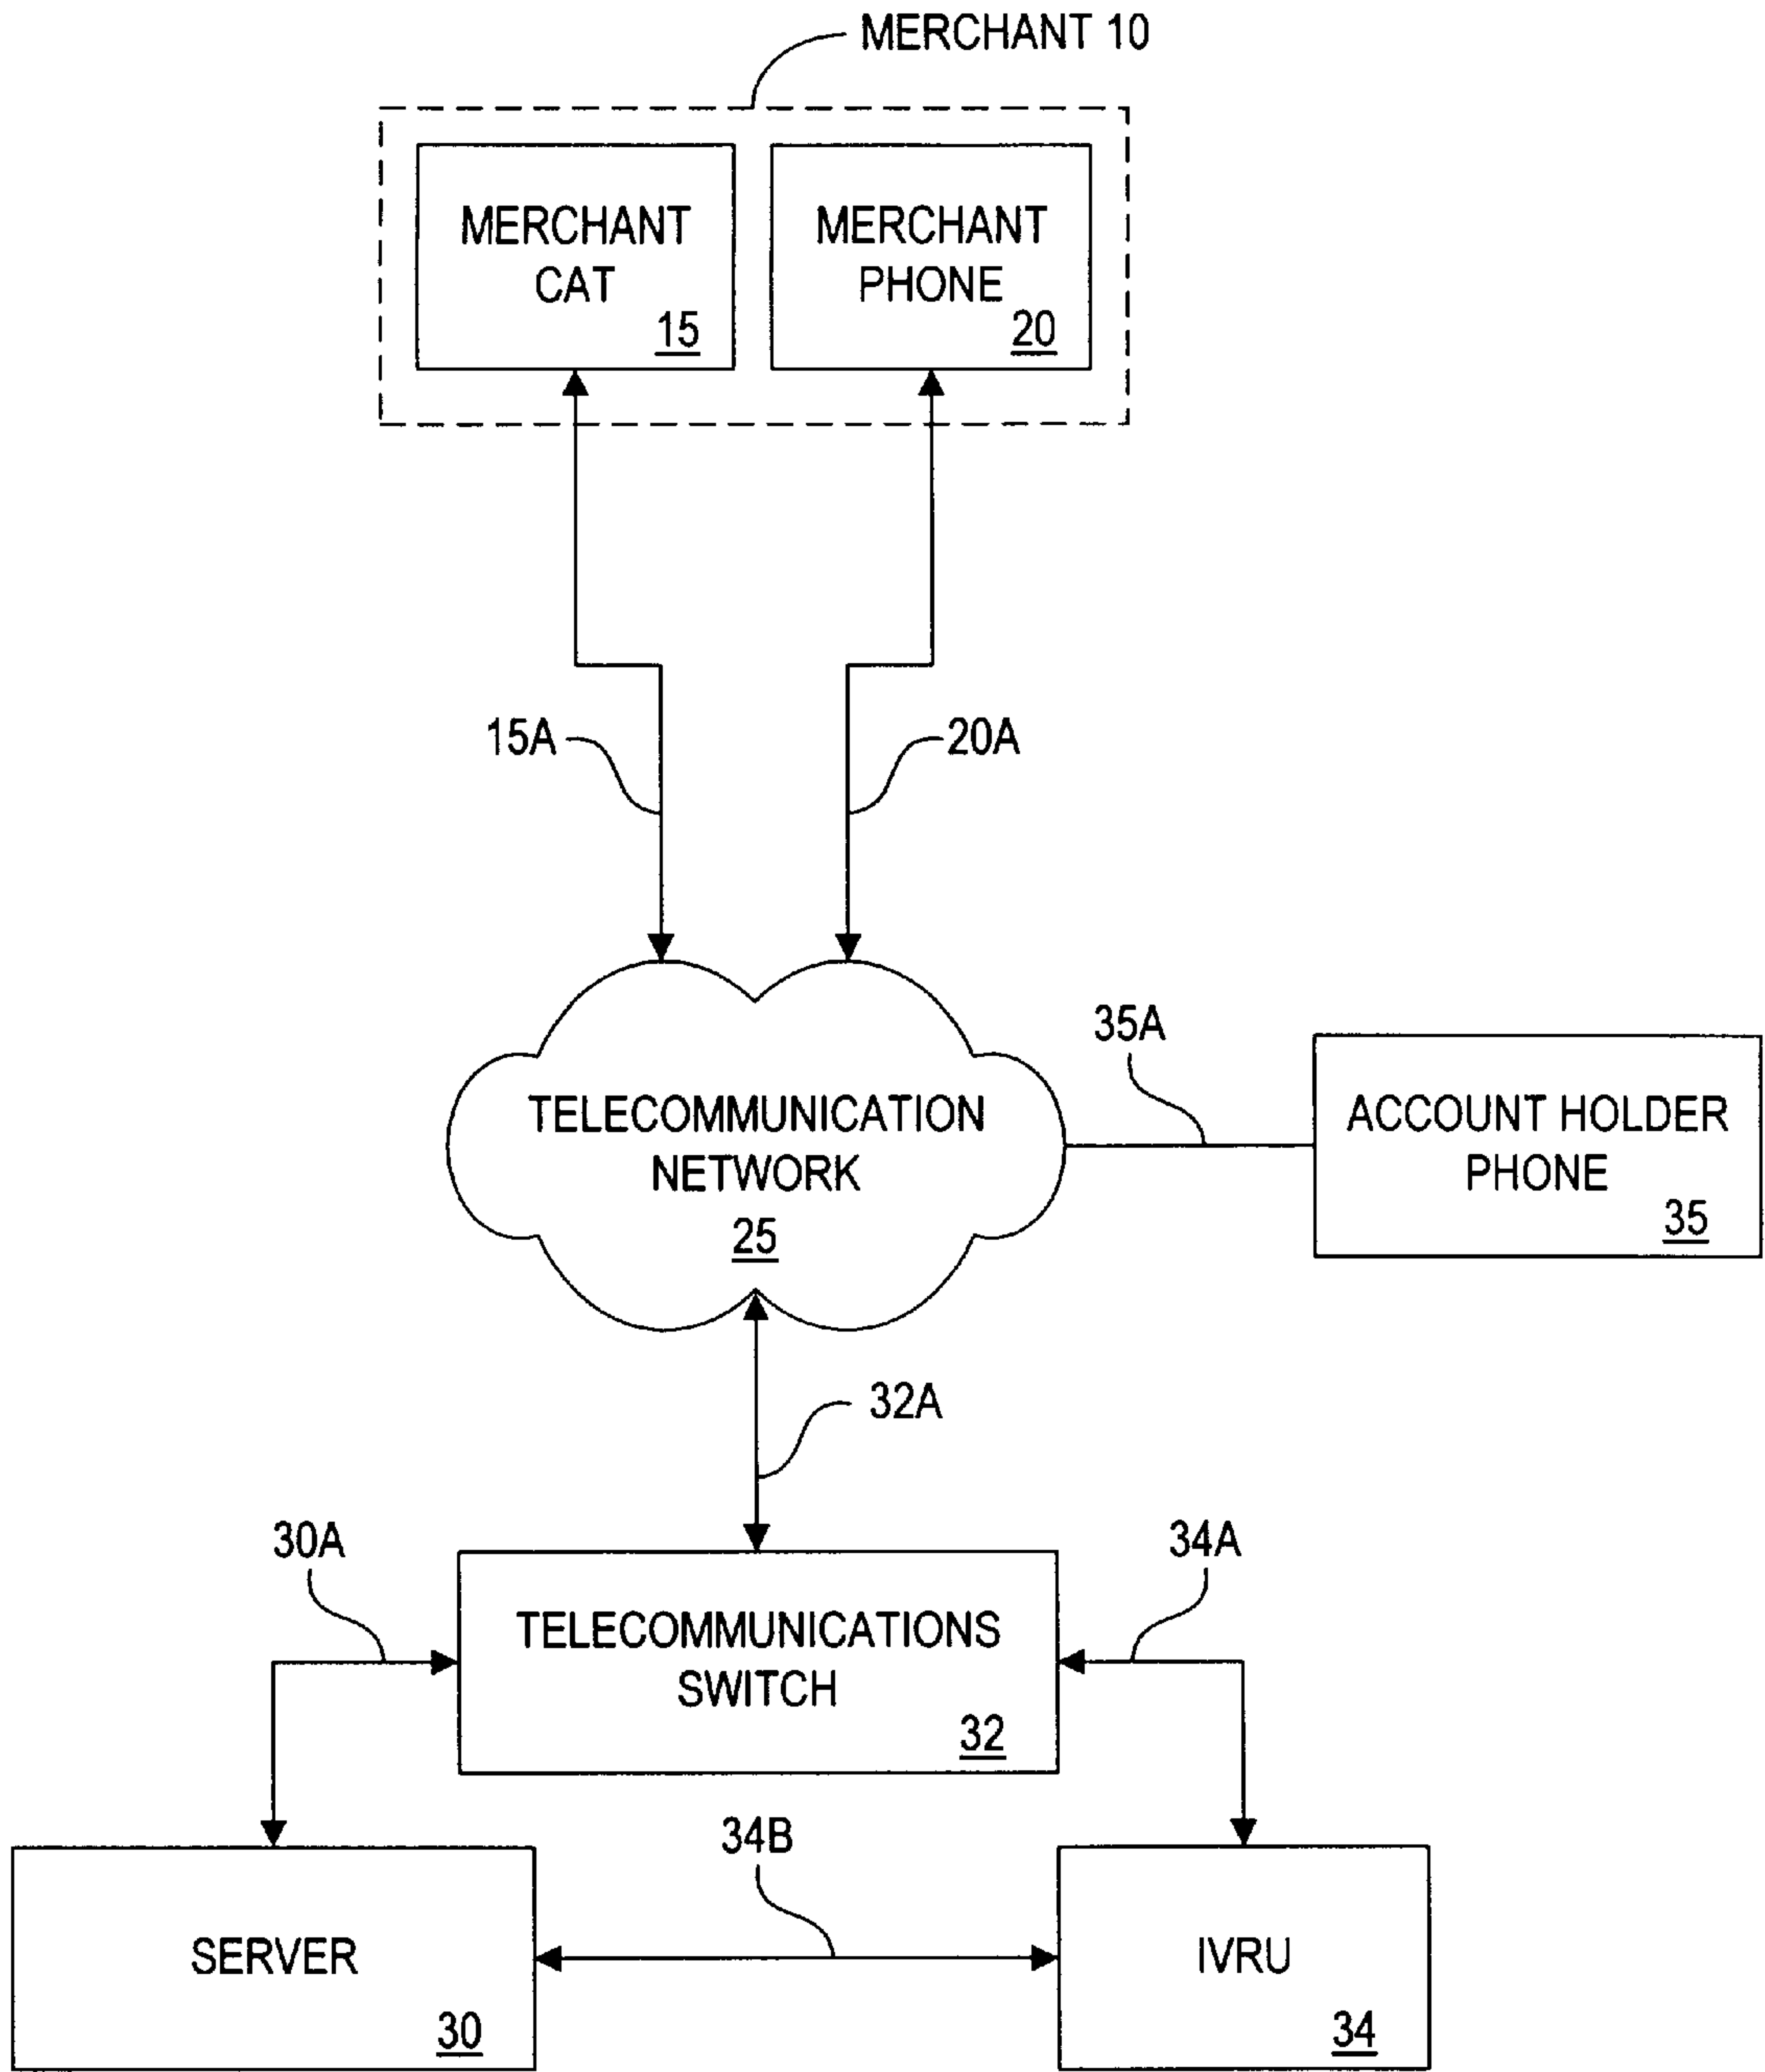 MERCHANT 10
MERCHANT
CAT
15
MERCHANT
PHONE
20
15A
20A
TELECOMMUNICATION
NETWORK
25
35A
ACCOUNT HOLDER
PHONE
35
32A
30A
34A
TELECOMMUNICATIONS
SWITCH
32
34B
SERVER
30
IVRU
34